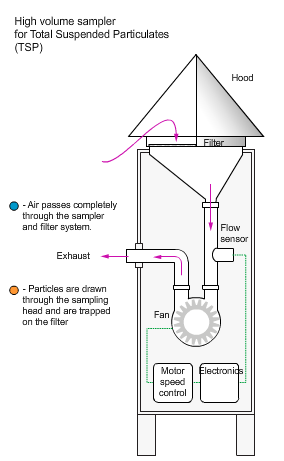 High volume sampler
for Total Suspended Particulates
(TSP)
Hood
Filter
- Air passes completely
through the sampler
and filter system.
Flow
sensor
Exhaust
- Particles are drawn
through the sampling
head and are trapped
on the filter
Fan
Motor
speed
control
Electronics